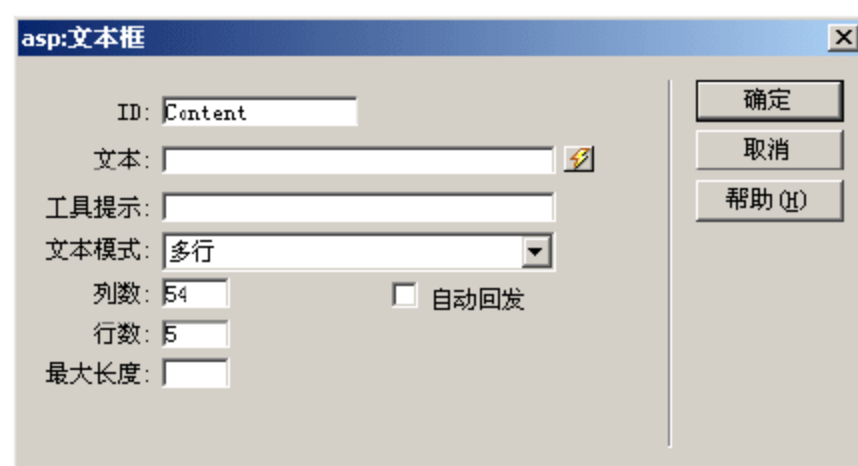 asp:文本框
ID: Content
确定
文本:
取消
工具提示:
帮助(H)
文本模式: 多行
列数: 54
自动回发
行数: 5
最大长度: